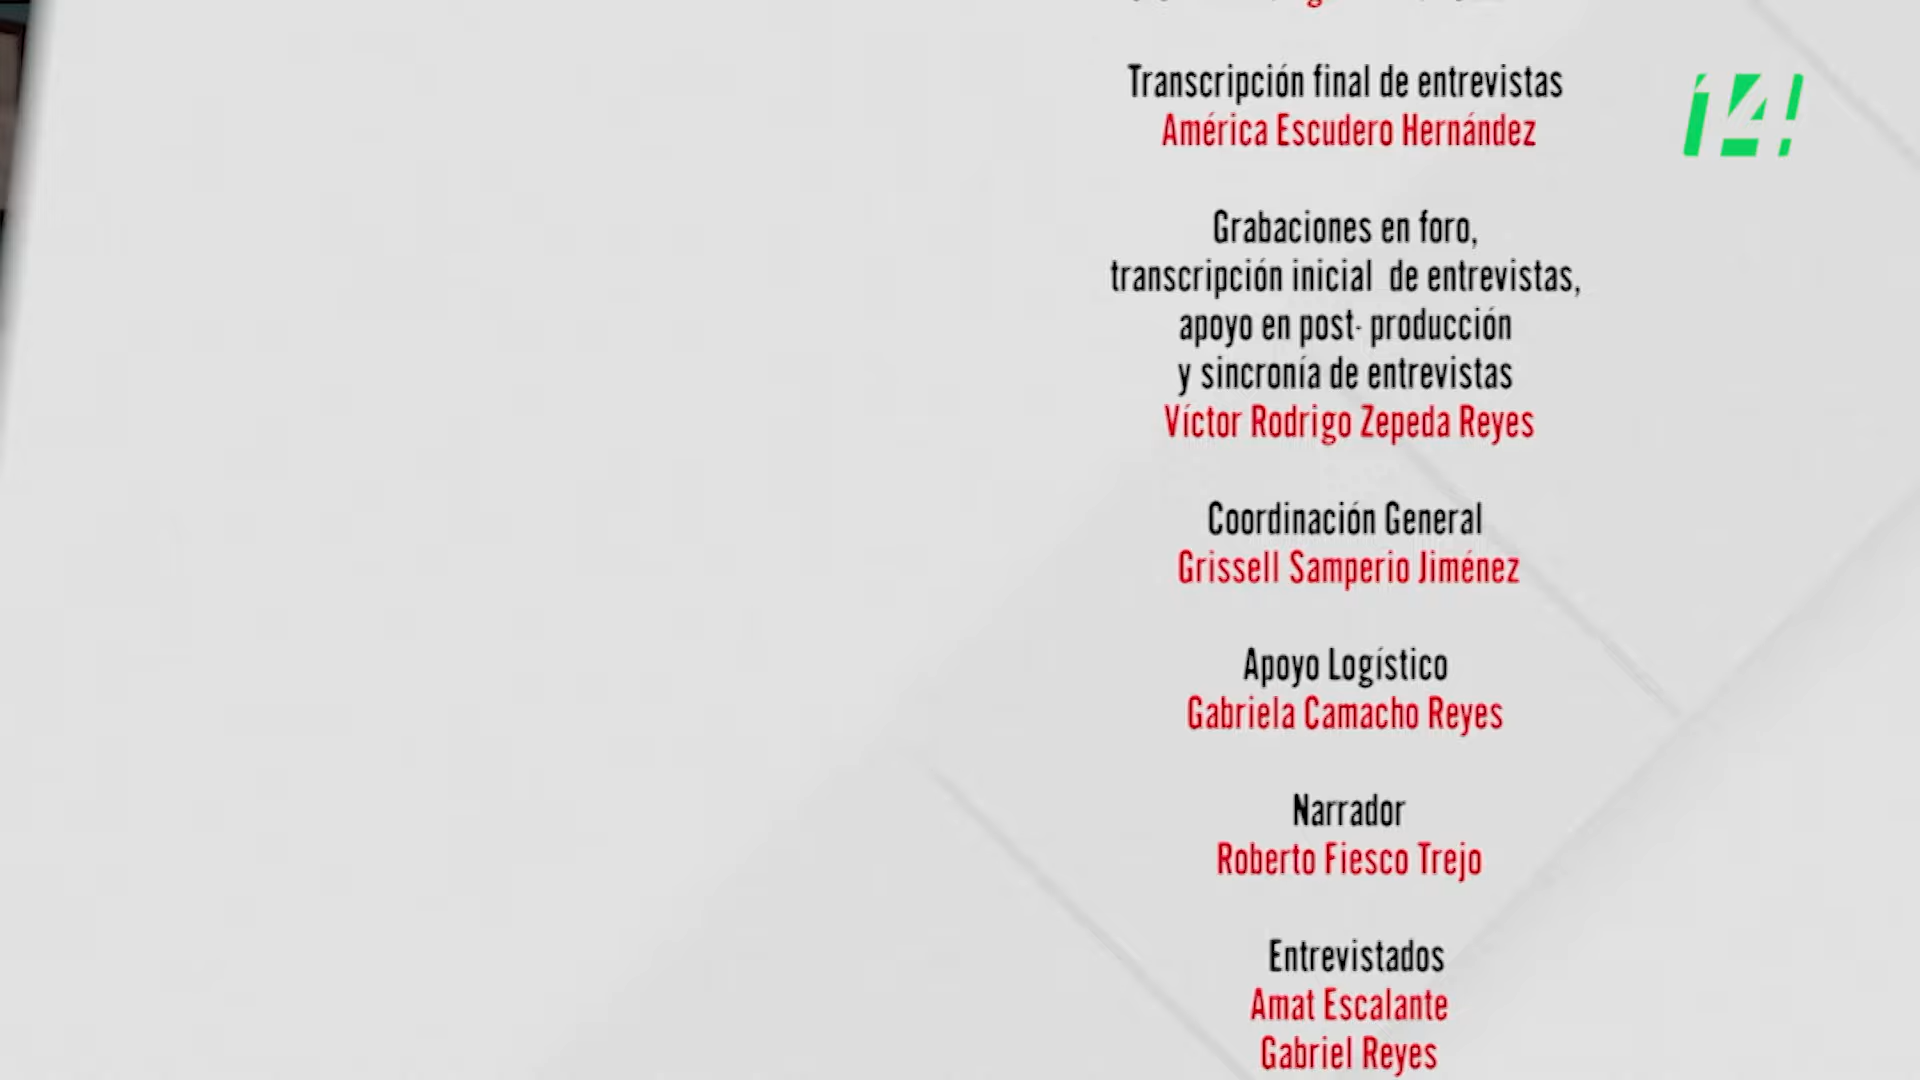 Transcripción final de entrevistas
América Escudero Hernández
14!
Grabaciones en foro,
transcripción inicial de entrevistas,
apoyo en post- producción
y sincronía de entrevistas
Víctor Rodrigo Zepeda Reyes
Coordinación General
Grissell Samperio Jiménez
Apoyo Logístico
Gabriela Camacho Reyes
Narrador
Roberto Fiesco Trejo
Entrevistados
Amat Escalante
Gabriel Reyes